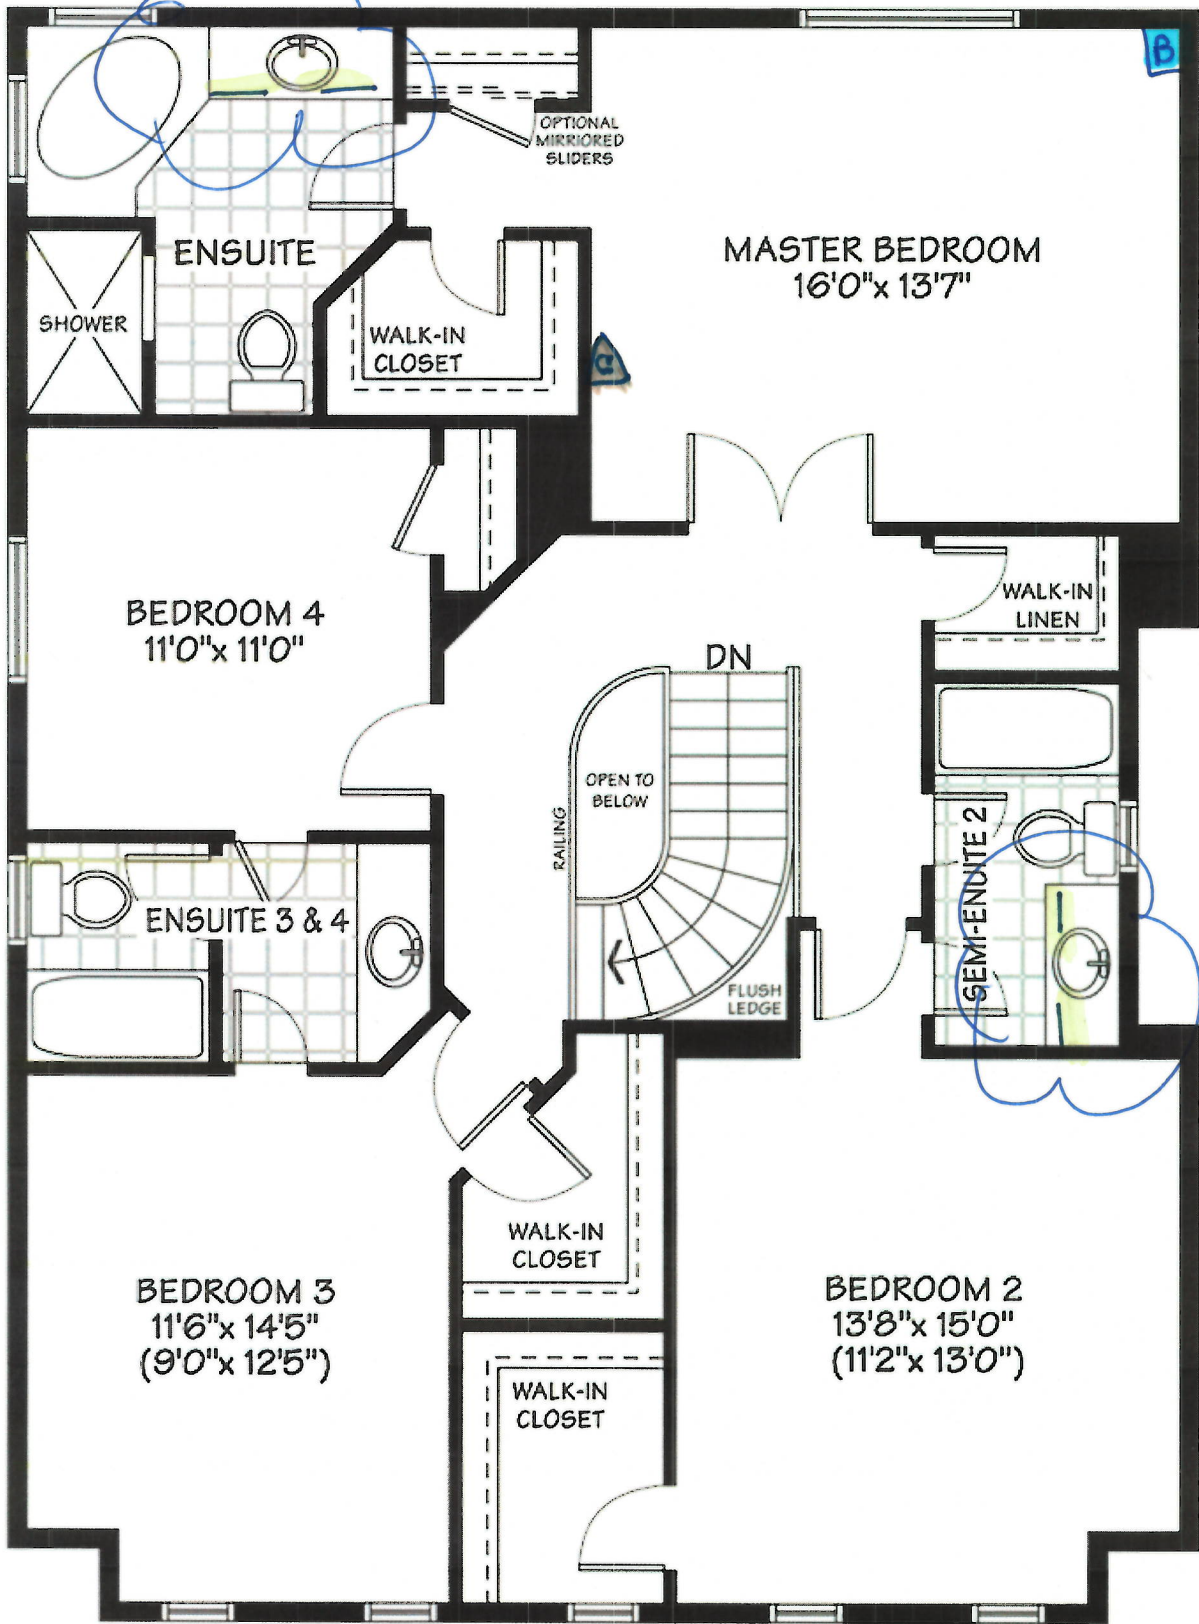 B
OPTIONAL
MIRRIORED
SLIDERS
ENSUITE
MASTER BEDROOM
16'0"x 13'7"
SHOWER
WALK-IN
CLOSET
C
WALK-IN
LINEN
BEDROOM 4
11'0"x 11'0"
DN
OPEN TO
BELOW
RAILING
SEMI-ENUITE 2
ENSUITE 3 & 4
FLUSH
LEDGE
WALK-IN
CLOSET
BEDROOM 3
11'6"x 14'5"
(9'0"x 12'5")
BEDROOM 2
13'8"x 15'0"
(11'2"x 13'0")
WALK-IN
CLOSET